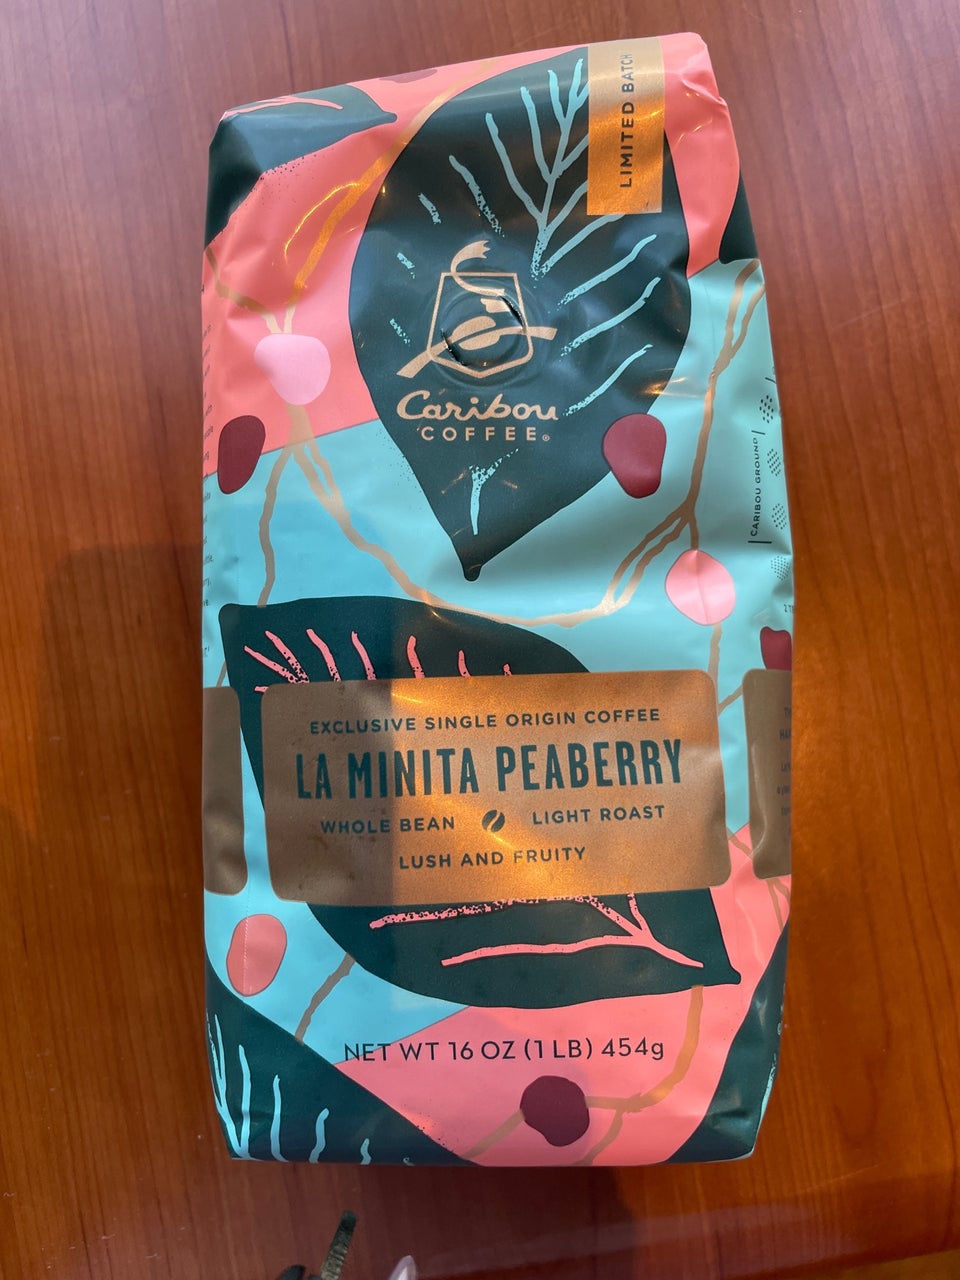 LIMITED BATCH
Caribou
COFFEE®
CARIBOU GROUND
EXCLUSIVE SINGLE ORIGIN COFFEE
LA MINITA PEABERRY
WHOLE BEAN LIGHT ROAST
LUSH AND FRUITY
NET WT 16 OZ (1 LB) 454g